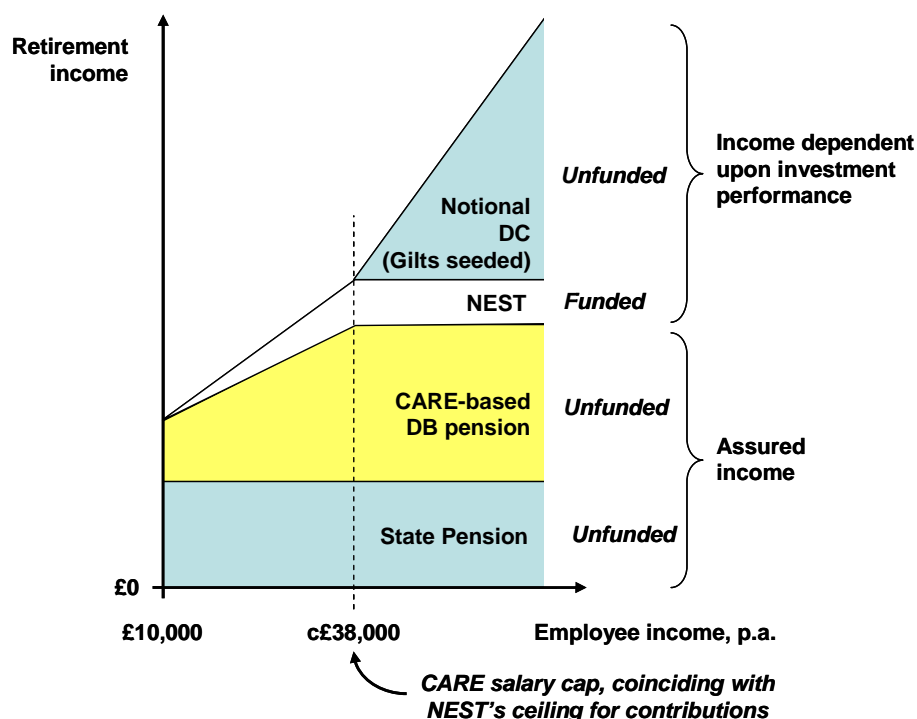 Retirement
income
Income dependent
upon investment
performance
Unfunded
Notional
DC
(Gilts seeded)
NEST
Funded
CARE-based
DB pension
Unfunded
Assured
income
State Pension
Unfunded
£0
£10,000
c£38,000
Employee income, p.a.
CARE salary cap, coinciding with
NEST's ceiling for contributions